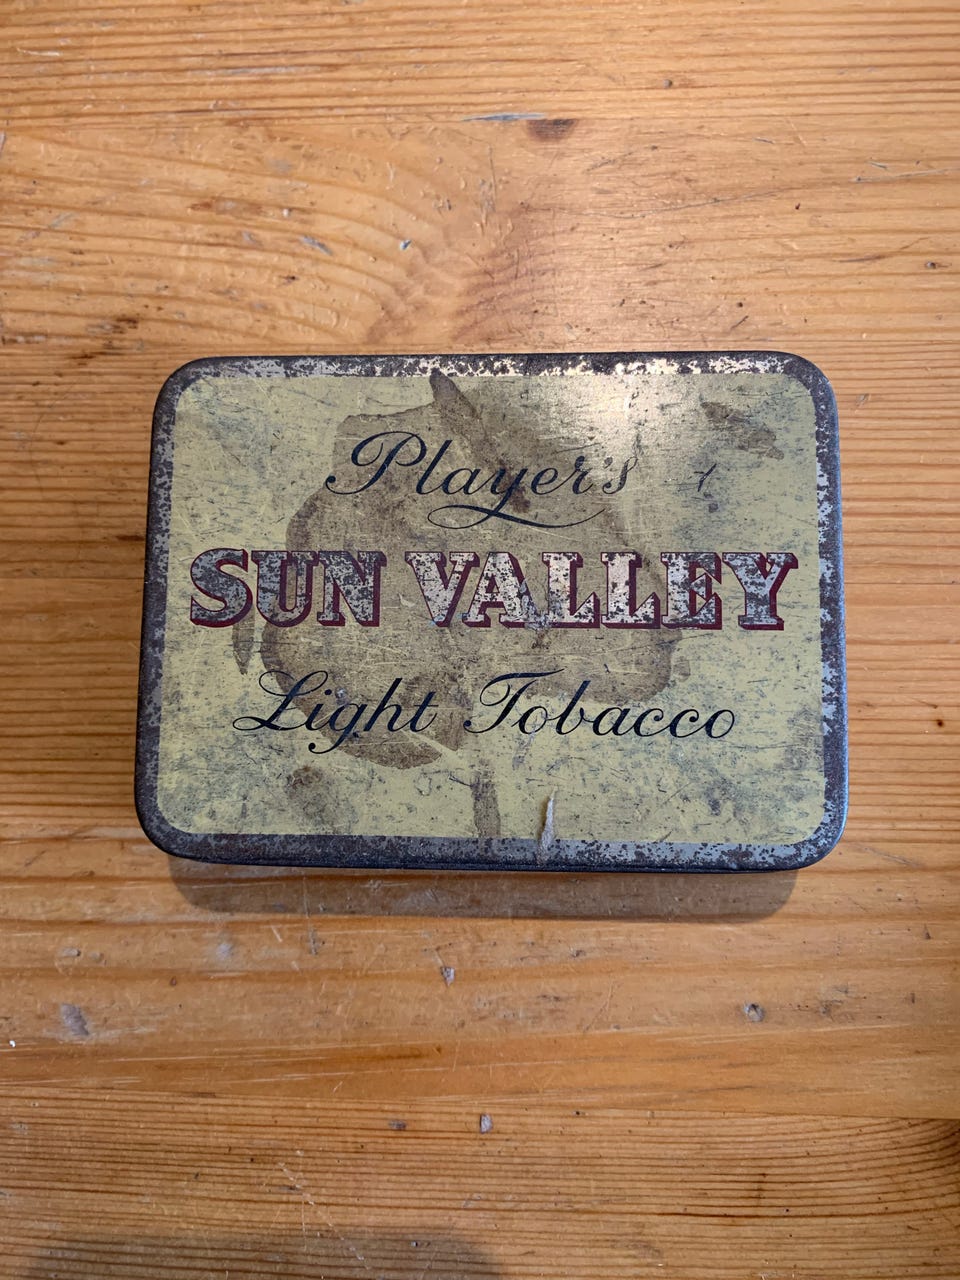 Player's
SUN VALLEY
Light Tobacco